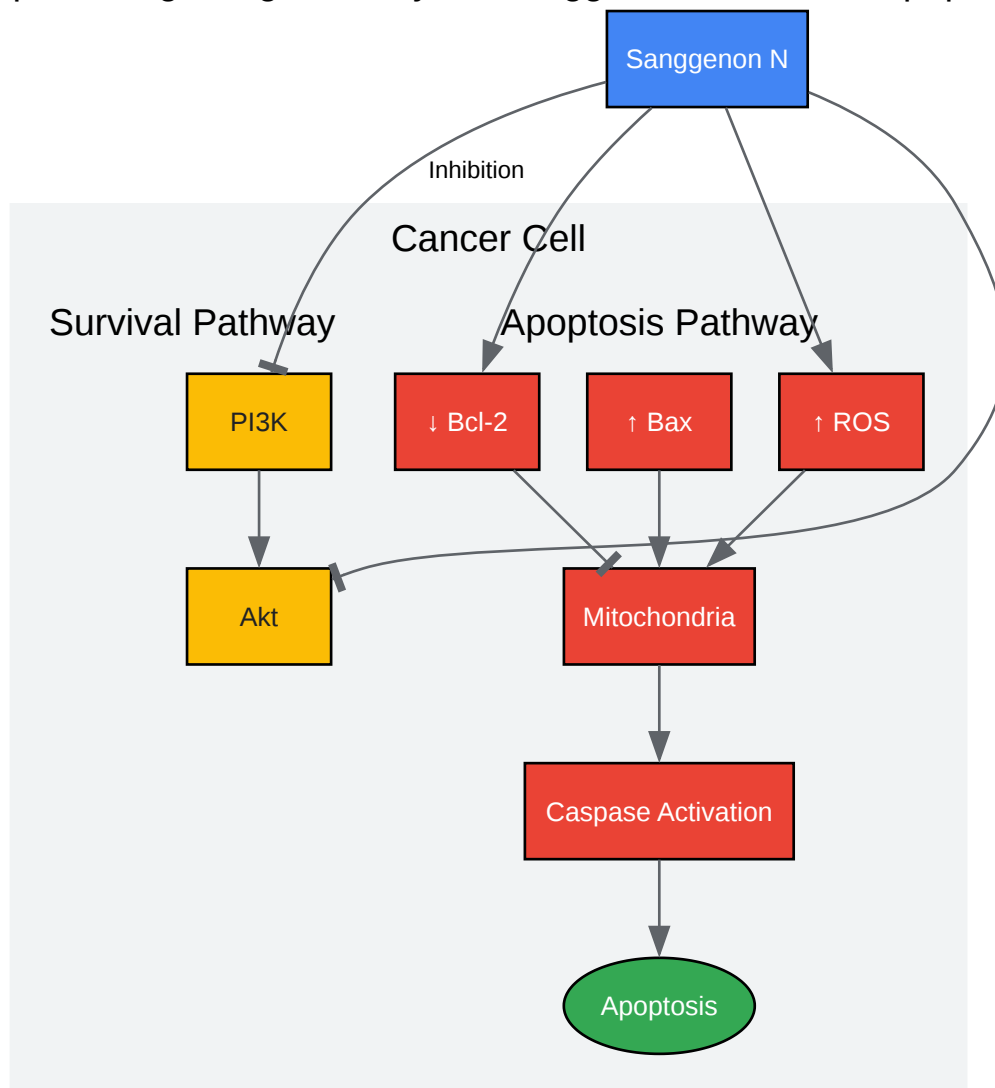 Sanggenon N
Inhibition
Cancer Cell
Survival Pathway
Apoptosis Pathway
PI3K
↓ Bcl-2
↑ Bax
↑ ROS
Akt
Mitochondria
Caspase Activation
Apoptosis